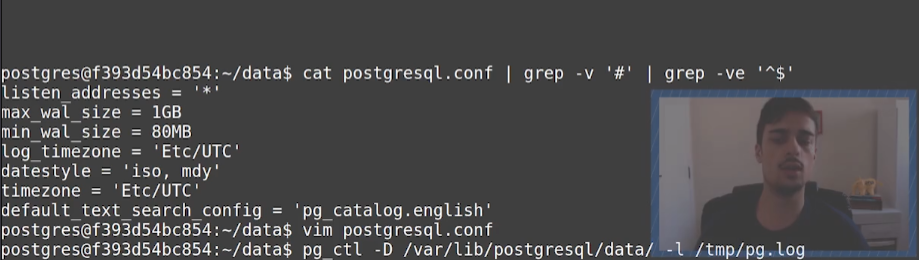 postgres@f393d54bc854:~/data$ cat postgresql.conf | grep -v '#' | grep -ve '^$'
listen_addresses = '*'
max_wal_size = 1GB
min_wal_size = 80MB
log_timezone = 'Etc/UTC'
datestyle = 'iso, mdy'
timezone = 'Etc/UTC'
default_text_search_config = 'pg_catalog.english'
postgres@f393d54bc854:~/data$ vim postgresql.conf
postgres@f393d54bc854:~/data$ pg_ctl -D /var/lib/postgresql/data/ -l /tmp/pg.log